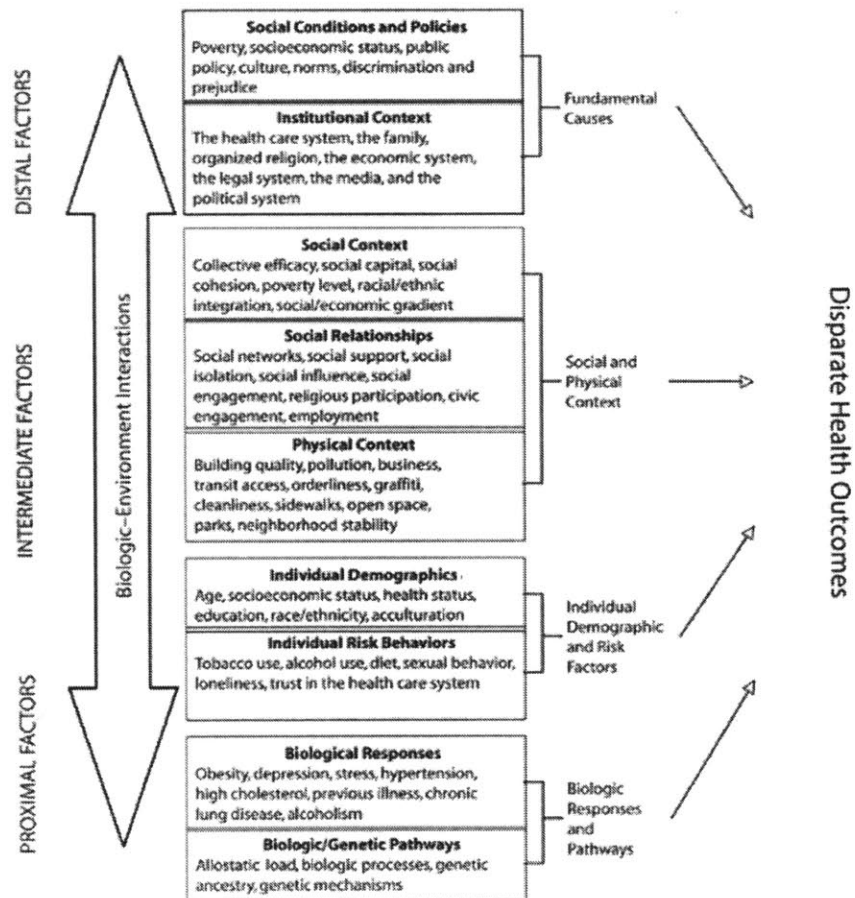 DISTAL FACTORS
INTERMEDIATE FACTORS
PROXIMAL FACTORS
Biologic–Environment Interactions
Social Conditions and Policies
Poverty, socioeconomic status, public
policy, culture, norms, discrimination and
prejudice
Institutional Context
The health care system, the family,
organized religion, the economic system,
the legal system, the media, and the
political system
Fundamental
Causes
Social Context
Collective efficacy, social capital, social
cohesion, poverty level, racial/ethnic
integration, social/economic gradient
Social Relationships
Social networks, social support, social
isolation, social influence, social
engagement, religious participation, civic
engagement, employment
Physical Context
Building quality, pollution, business,
transit access, orderliness, graffiti,
cleanliness, sidewalks, open space,
parks, neighborhood stability
Social and
Physical
Context
Individual Demographics
Age, socioeconomic status, health status,
education, race/ethnicity, acculturation
Individual Risk Behaviors
Tobacco use, alcohol use, diet, sexual behavior,
loneliness, trust in the health care system
Individual
Demographic
and Risk
Factors
Biological Responses
Obesity, depression, stress, hypertension,
high cholesterol, previous illness, chronic
lung disease, alcoholism
Biologic/Genetic Pathways
Allostatic load, biologic processes, genetic
ancestry, genetic mechanisms
Biologic
Responses
and
Pathways
Disparate Health Outcomes